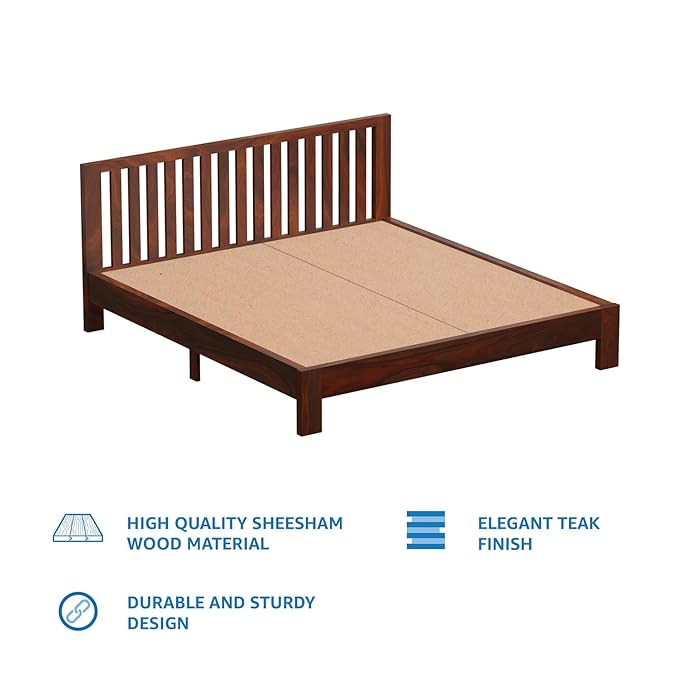 HIGH QUALITY SHEESHAM
WOOD MATERIAL
ELEGANT TEAK
FINISH
DURABLE AND STURDY
DESIGN